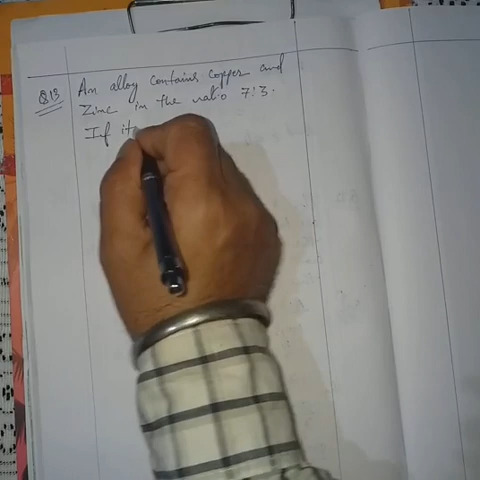 Q13 An alloy contains copper and
Zinc in the ratio 7:3.
If it